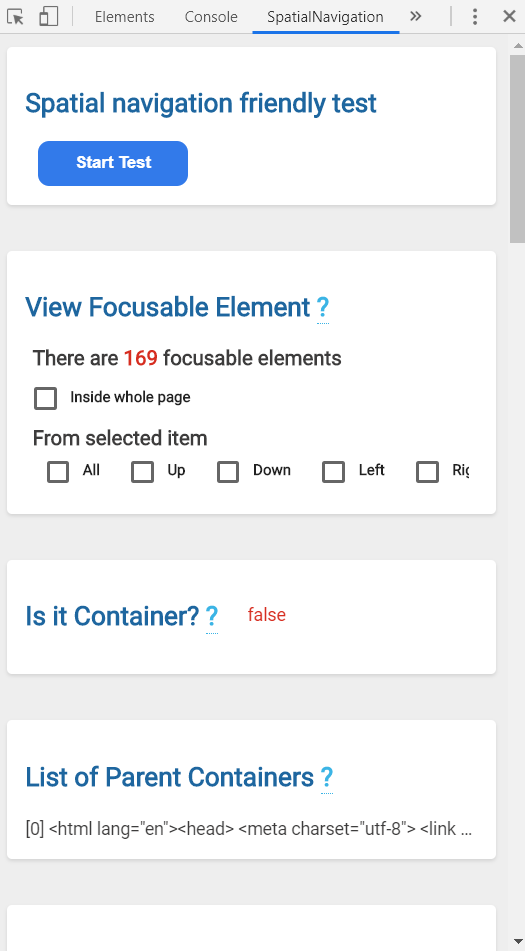 Elements Console SpatialNavigation »
Spatial navigation friendly test
Start Test
View Focusable Element ?
There are 169 focusable elements
Inside whole page
From selected item
All Up Down Left Rig
Is it Container? ? false
List of Parent Containers ?
[0] <html lang="en"><head> <meta charset="utf-8"> <link ...